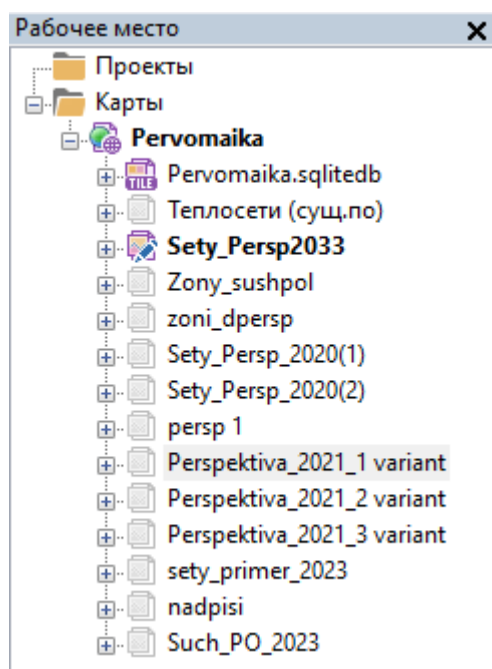 Рабочее место
Проекты
Карты
Pervomaika
TILE Pervomaika.sqlitedb
Теплосети (сущ.по)
Sety_Persp2033
Zony_sushpol
zoni_dpersp
Sety_Persp_2020(1)
Sety_Persp_2020(2)
persp 1
Perspektiva_2021_1 variant
Perspektiva_2021_2 variant
Perspektiva_2021_3 variant
sety_primer_2023
nadpisi
Such_PO_2023